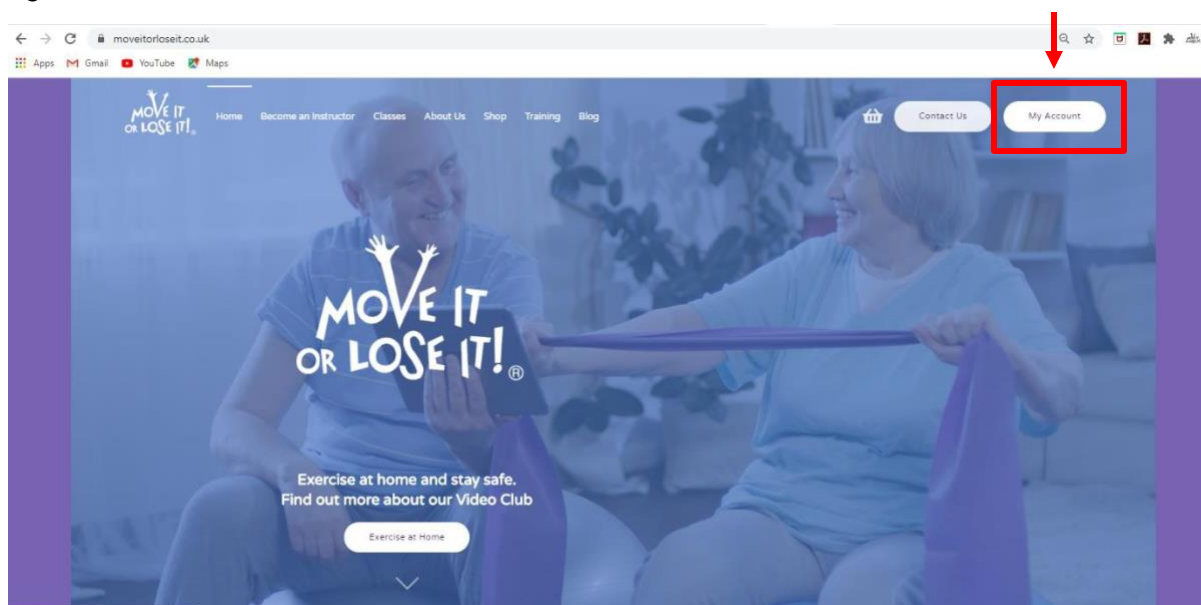 moveitorloseit.co.uk
Apps Gmail YouTube Maps
MOVE IT
OR LOSE IT!®
Home Become an Instructor Classes About Us Shop Training Blog
Contact Us
My Account
MOVE IT
OR LOSE IT!®
Exercise at home and stay safe.
Find out more about our Video Club
Exercise at Home